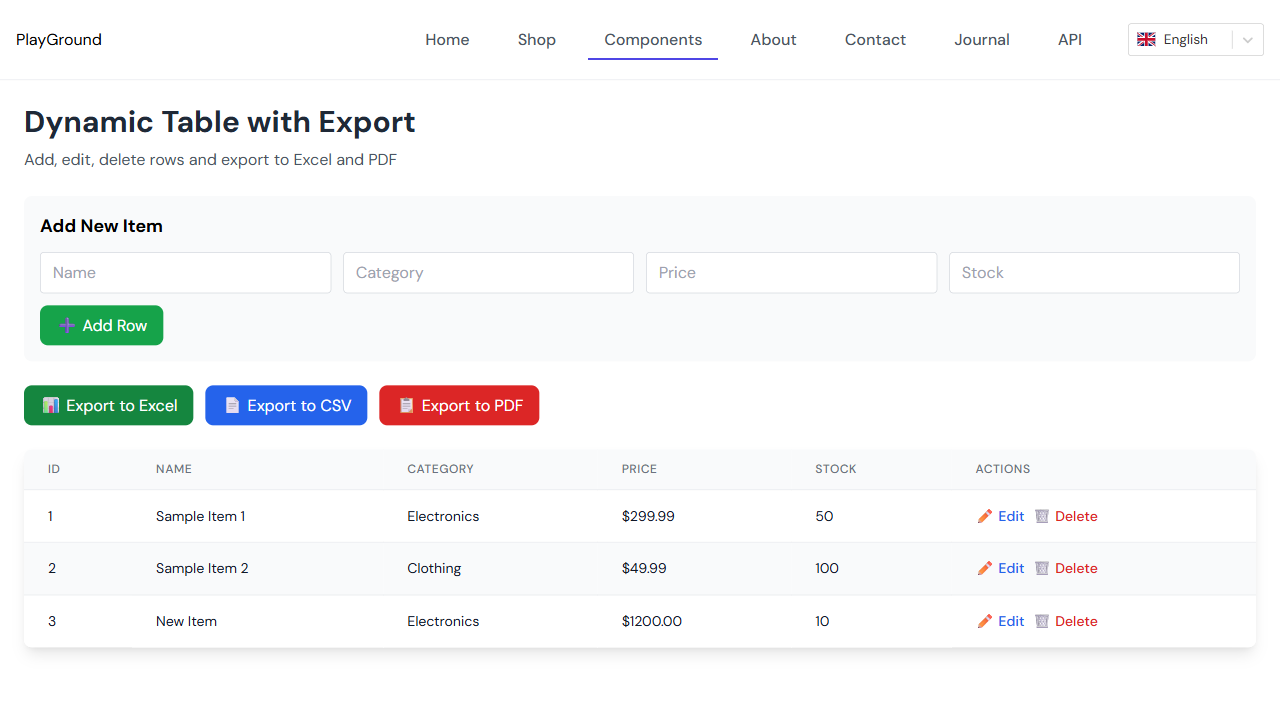 PlayGround
Home Shop Components About Contact Journal API English
Dynamic Table with Export
Add, edit, delete rows and export to Excel and PDF
Add New Item
Name Category Price Stock
Add Row
Export to Excel Export to CSV Export to PDF
ID NAME CATEGORY PRICE STOCK ACTIONS
1 Sample Item 1 Electronics $299.99 50 Edit Delete
2 Sample Item 2 Clothing $49.99 100 Edit Delete
3 New Item Electronics $1200.00 10 Edit Delete